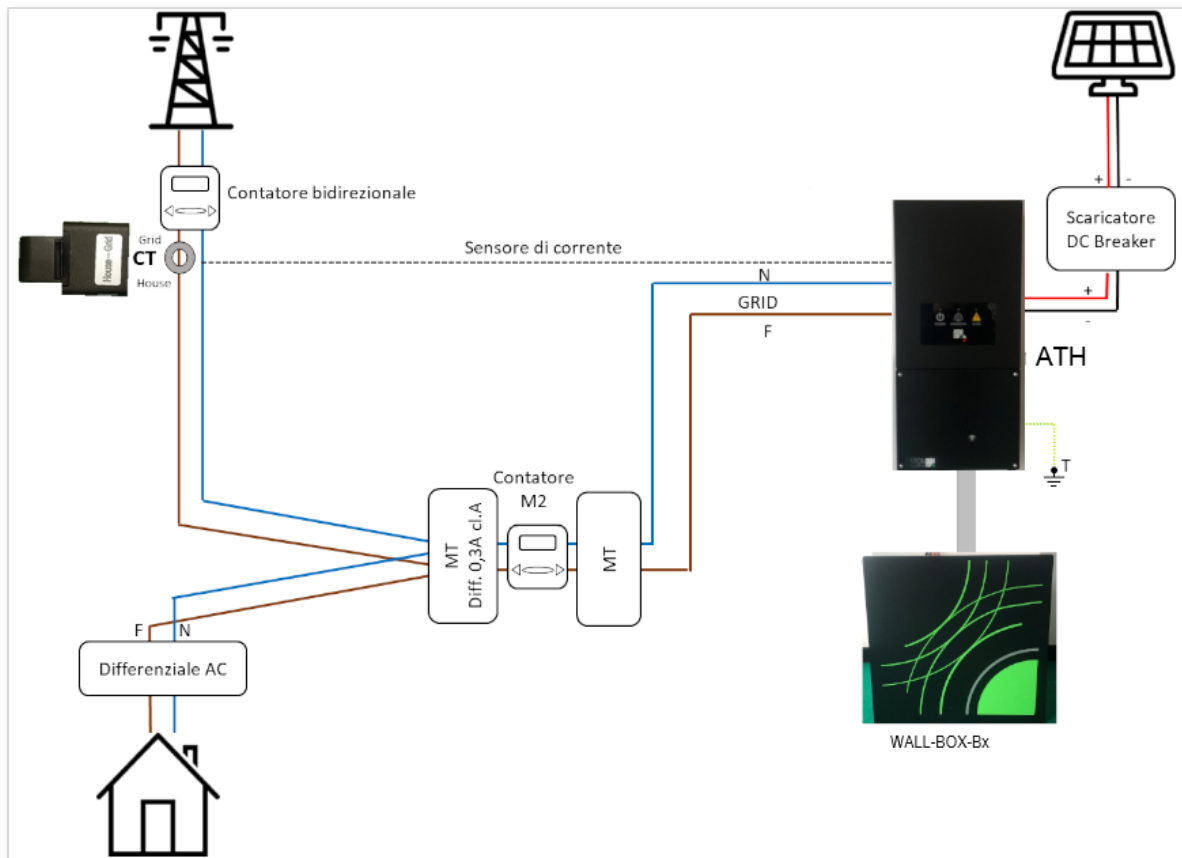 Contatore bidirezionale
Grid
CT
House
House→Grid
Sensore di corrente
N
GRID
F
+ -
Scaricatore
DC Breaker
+
-
ATH
T
Contatore
M2
MT
Diff. 0,3A cl.A
MT
F N
Differenziale AC
WALL-BOX-Bx